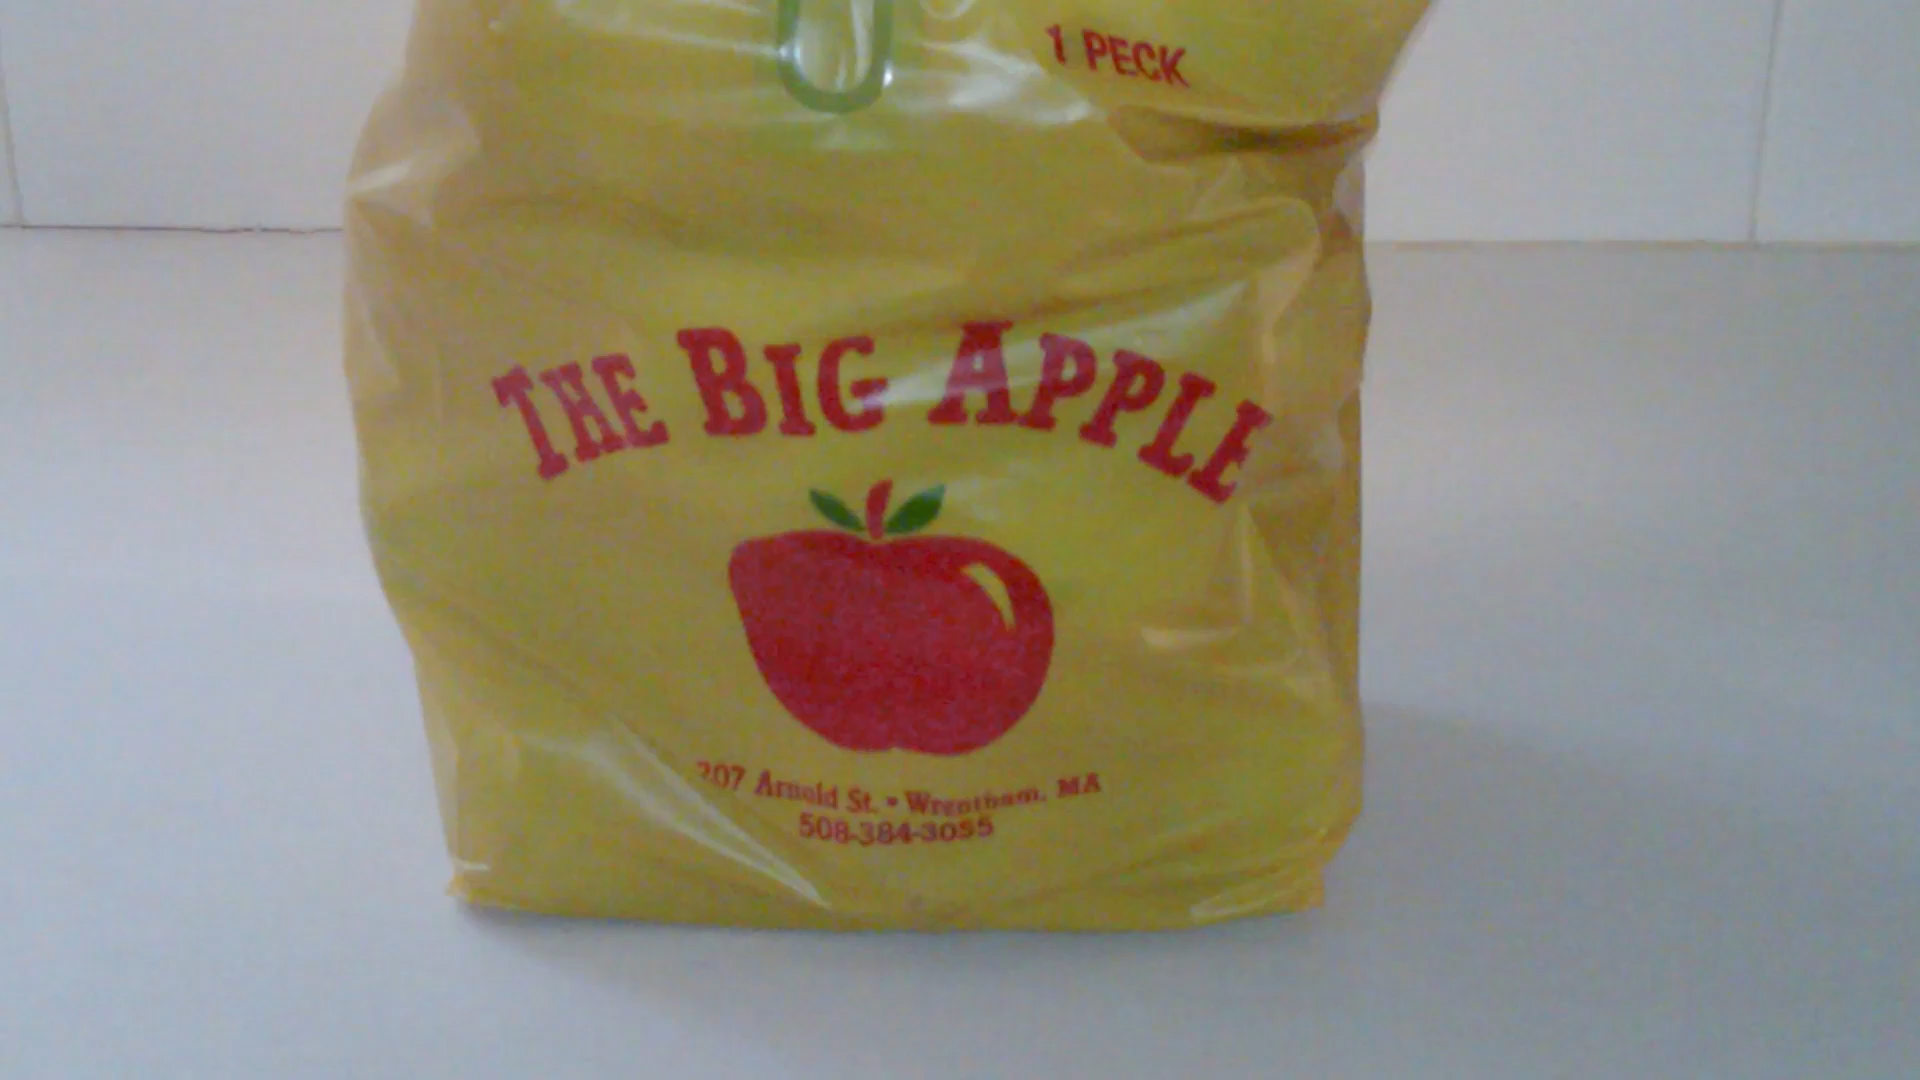 1 PECK
THE BIG APPLE
207 Arnold St. • Wrentham, MA
508-384-3055